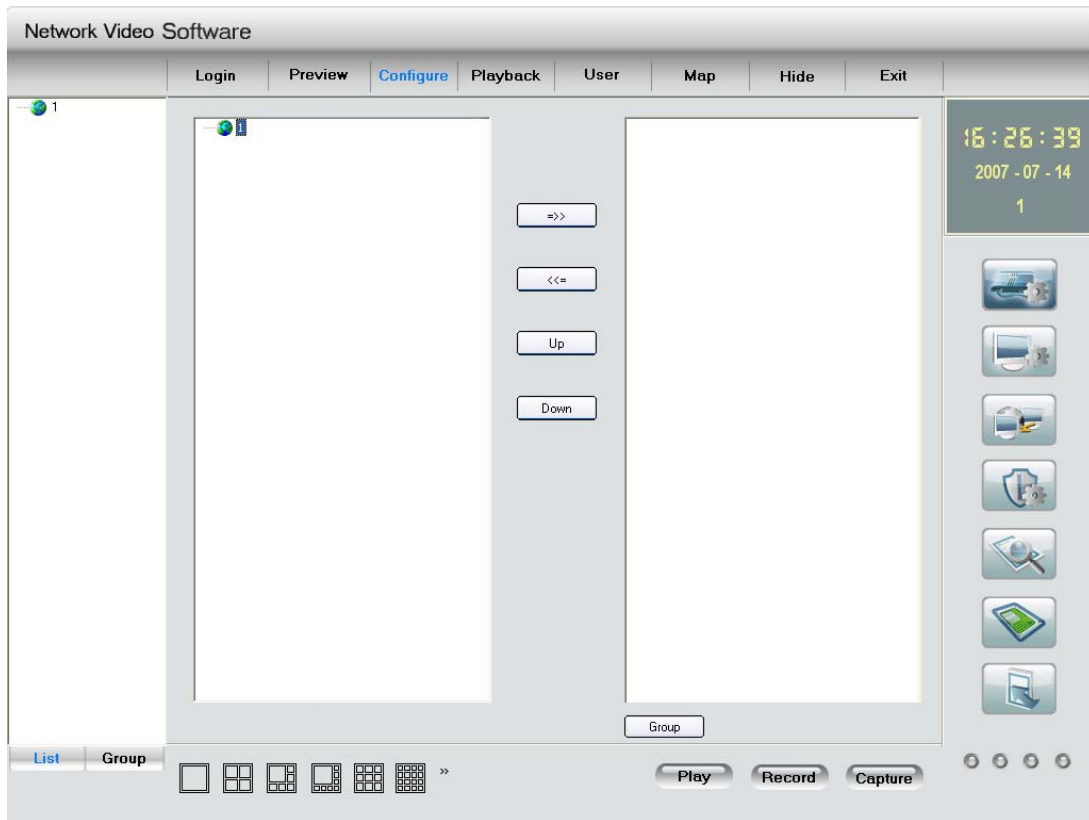 Network Video Software
Login Preview Configure Playback User Map Hide Exit
1
1
16:26:39
2007 - 07 - 14
1
=>>
<<=
Up
Down
Group
List Group
»
Play Record Capture